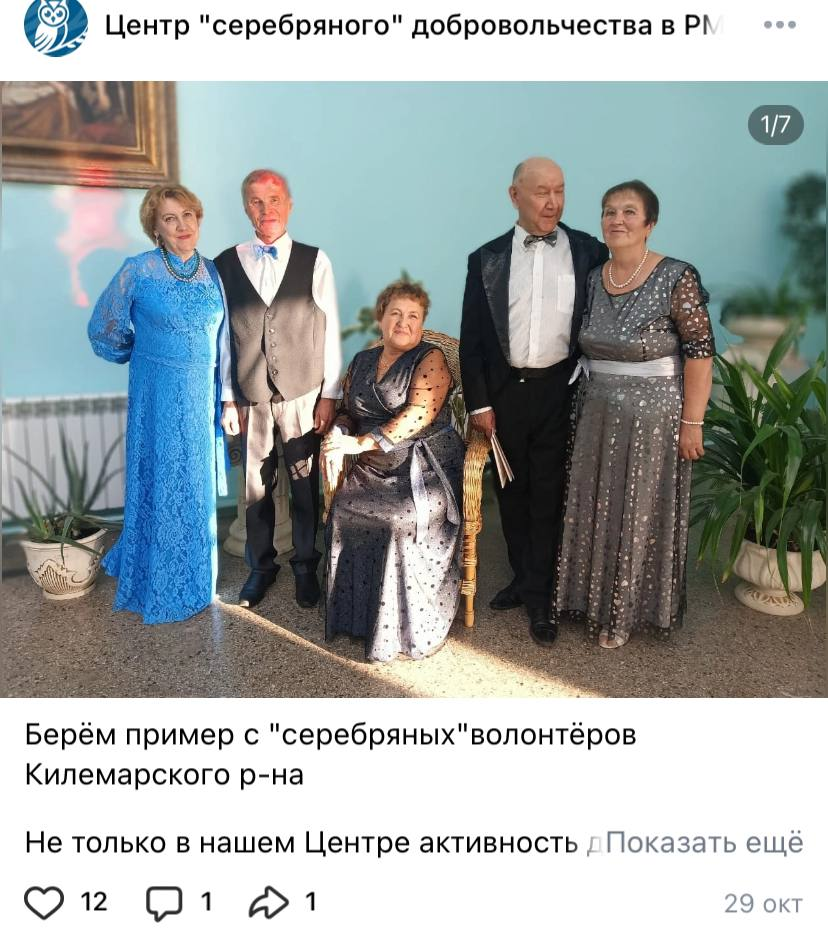 Центр "серебряного" добровольчества в РМ
1/7
Берём пример с "серебряных"волонтёров
Килемарского р-на
Не только в нашем Центре активность Показать ещё
12 1 1 29 окт